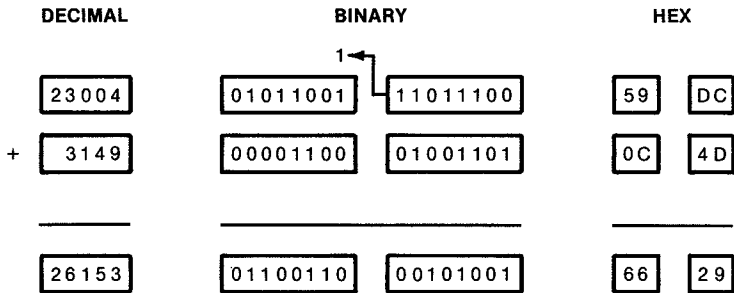 DECIMAL BINARY HEX
1
23004 01011001 11011100 59 DC
+ 3149 00001100 01001101 0C 4D
26153 01100110 00101001 66 29